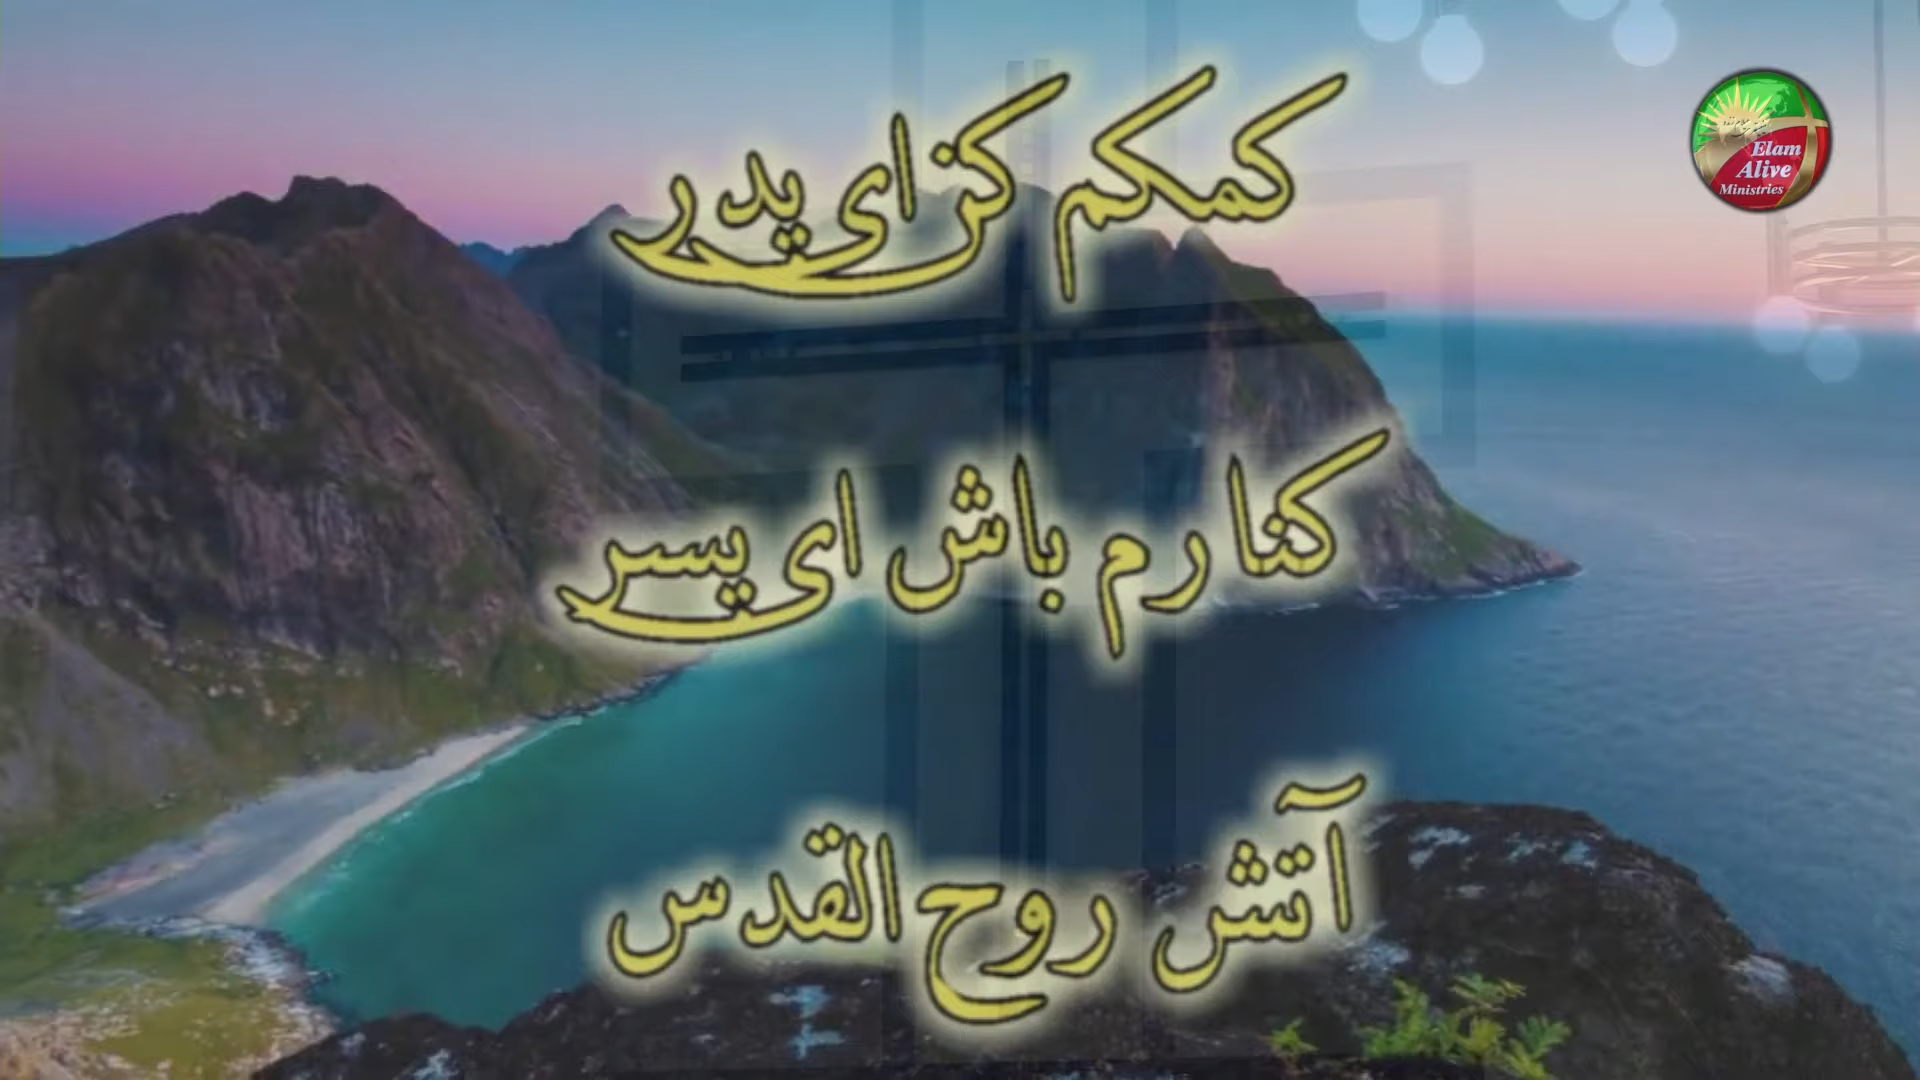 کمکم کن ای پدر
کنارم باش ای پسر
آتش روح القدس
Elam
Alive
Ministries